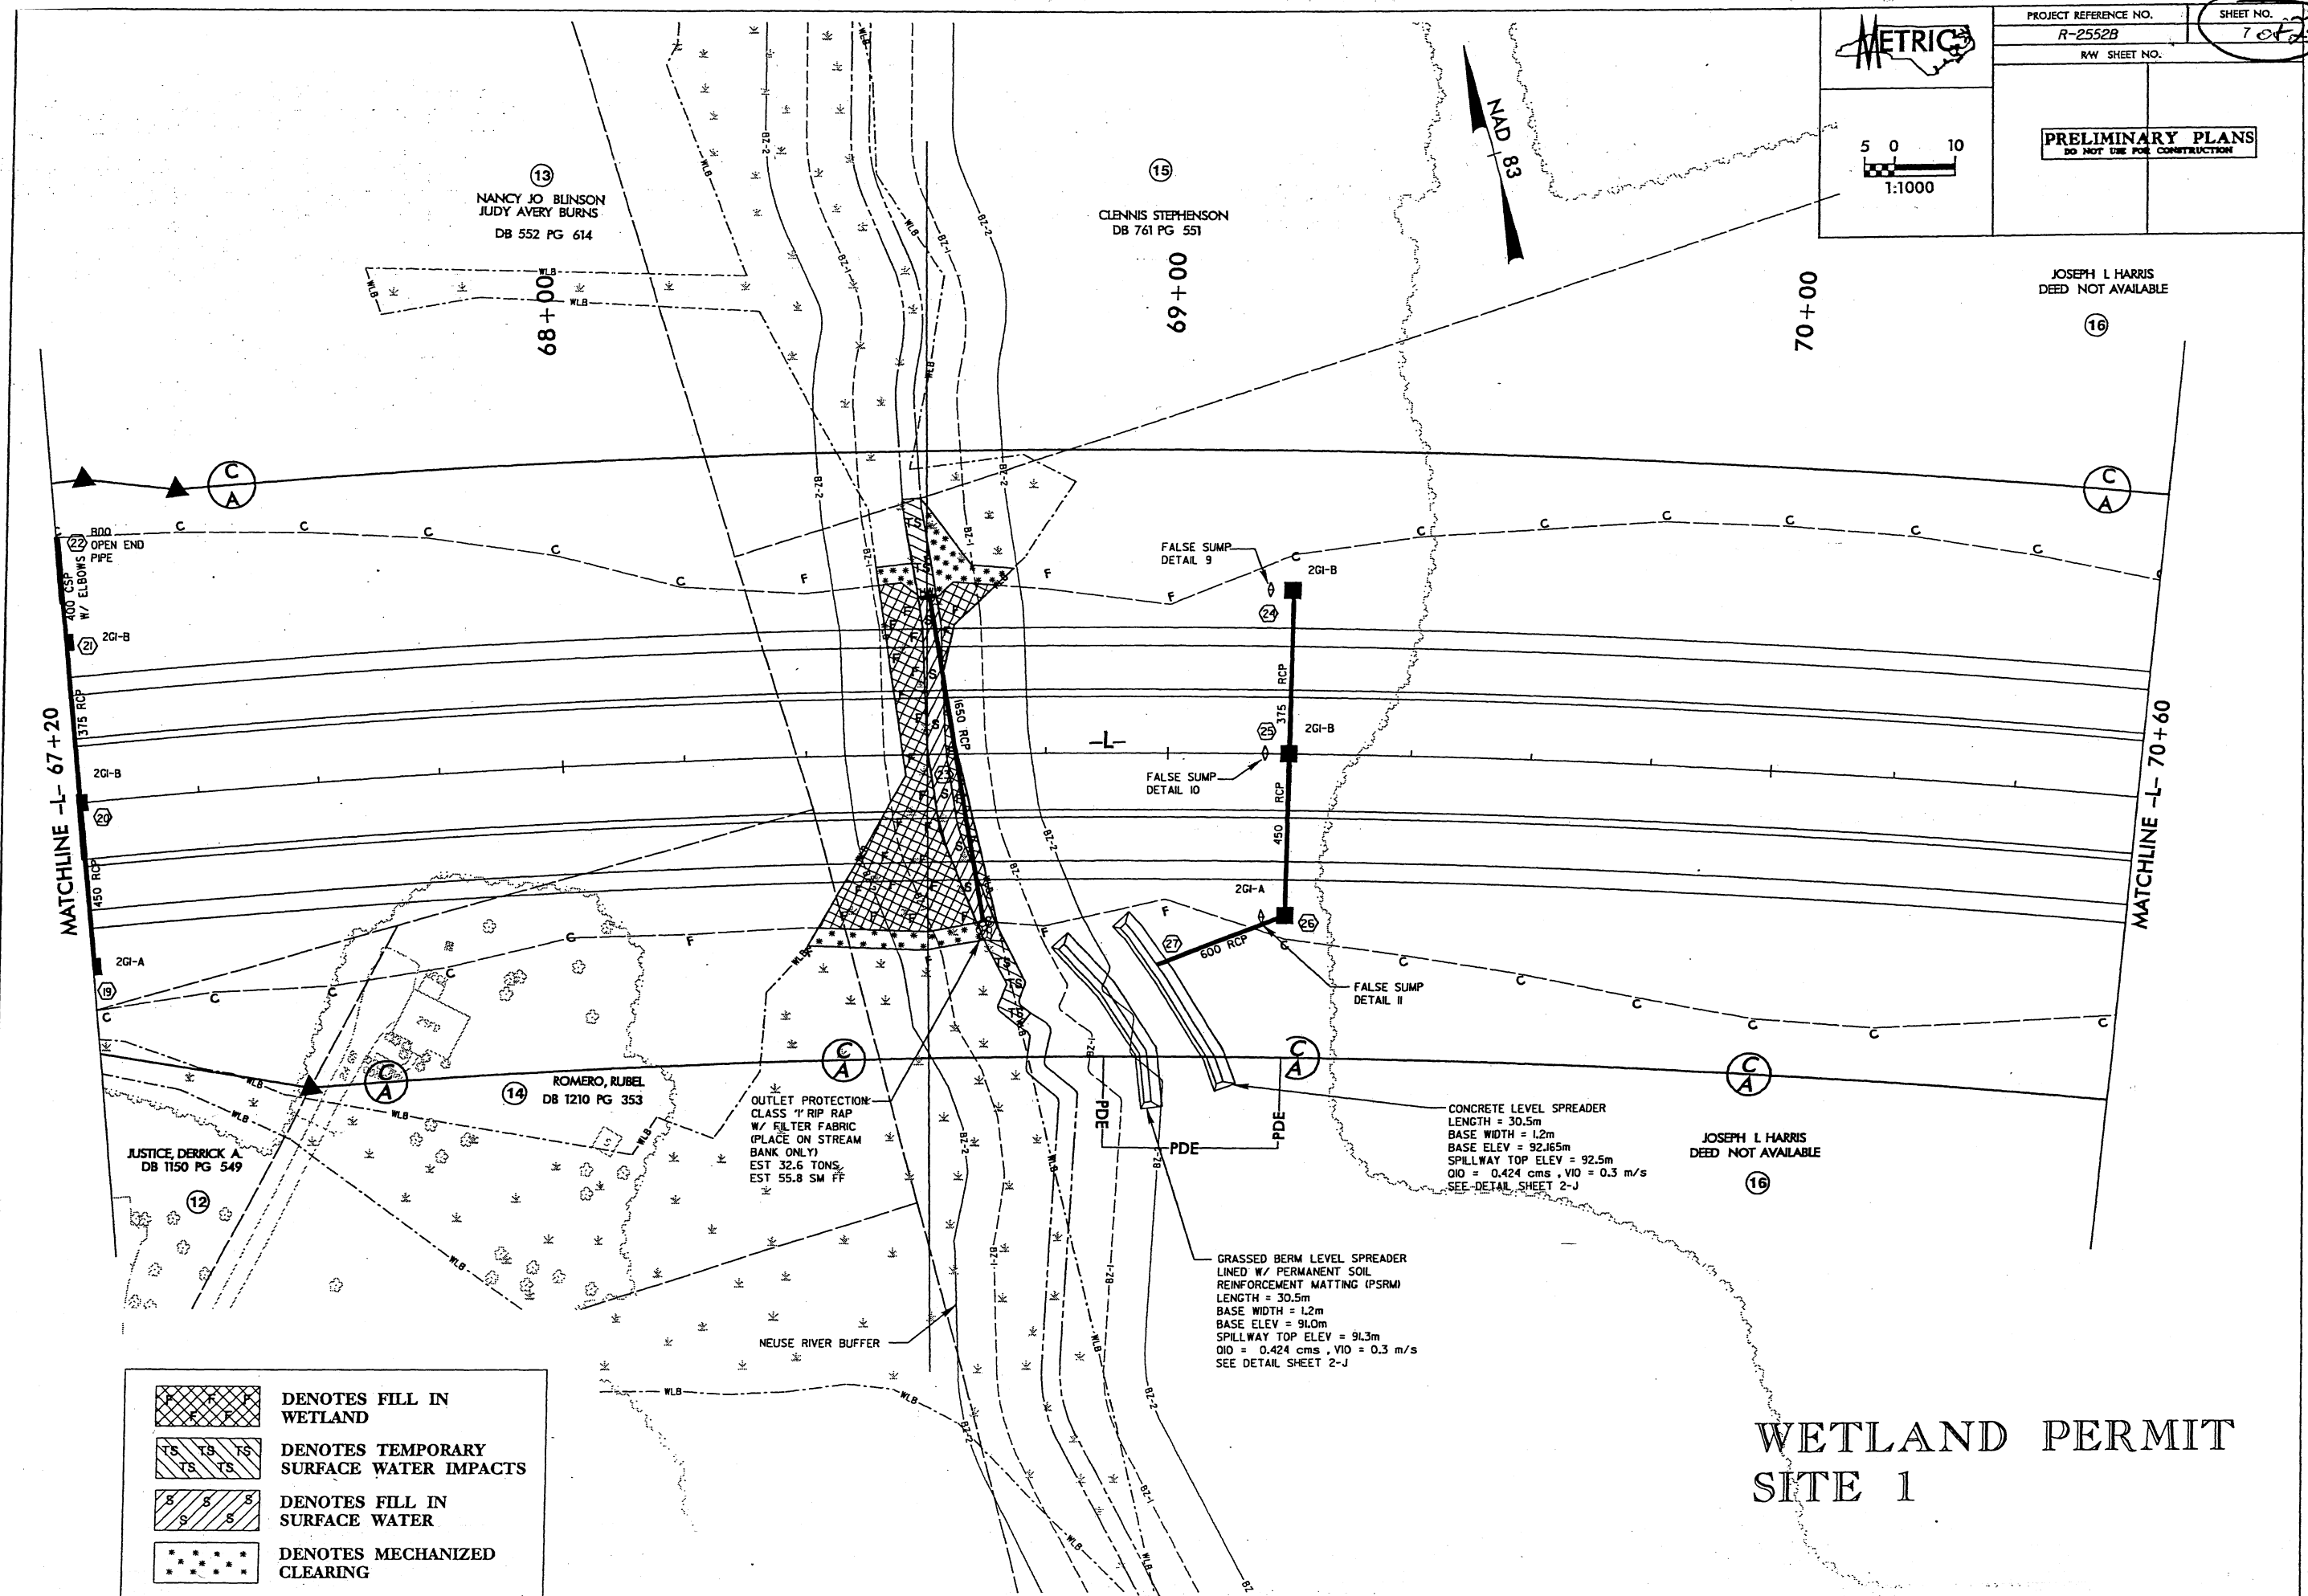 METRIC
PROJECT REFERENCE NO.
SHEET NO.
R-2552B
7 of
R/W SHEET NO.
5 0 10
1:1000
PRELIMINARY PLANS
DO NOT USE FOR CONSTRUCTION
NAD 83
13
NANCY JO BLINSON
JUDY AVERY BURNS
DB 552 PG 614
15
CLENNIS STEPHENSON
DB 761 PG 551
JOSEPH L HARRIS
DEED NOT AVAILABLE
16
68+00
69+00
70+00
WLB
BZ-1
BZ-2
C
A
C
A
22
800
OPEN END
PIPE
400 CSP
W/ ELBOWS
21
2GI-B
375 RCP
2GI-B
20
450 RCP
2GI-A
19
MATCHLINE -L- 67+20
MATCHLINE -L- 70+60
C
F
TS
S
1650 RCP
23
-L-
FALSE SUMP
DETAIL 9
2GI-B
24
375 RCP
25
2GI-B
FALSE SUMP
DETAIL 10
450 RCP
2GI-A
26
27
600 RCP
FALSE SUMP
DETAIL 11
2SFD
C
A
C
A
C
A
C
A
14
ROMERO, RUBEL
DB 1210 PG 353
JUSTICE, DERRICK A.
DB 1150 PG 549
12
OUTLET PROTECTION
CLASS 'I' RIP RAP
W/ FILTER FABRIC
(PLACE ON STREAM
BANK ONLY)
EST 32.6 TONS
EST 55.8 SM FF
PDE
PDE
PDE
CONCRETE LEVEL SPREADER
LENGTH = 30.5m
BASE WIDTH = 1.2m
BASE ELEV = 92.165m
SPILLWAY TOP ELEV = 92.5m
Q10 = 0.424 cms , V10 = 0.3 m/s
SEE DETAIL SHEET 2-J
JOSEPH L HARRIS
DEED NOT AVAILABLE
16
GRASSED BERM LEVEL SPREADER
LINED W/ PERMANENT SOIL
REINFORCEMENT MATTING (PSRM)
LENGTH = 30.5m
BASE WIDTH = 1.2m
BASE ELEV = 91.0m
SPILLWAY TOP ELEV = 91.3m
Q10 = 0.424 cms , V10 = 0.3 m/s
SEE DETAIL SHEET 2-J
NEUSE RIVER BUFFER
DENOTES FILL IN
WETLAND
DENOTES TEMPORARY
SURFACE WATER IMPACTS
DENOTES FILL IN
SURFACE WATER
DENOTES MECHANIZED
CLEARING
WETLAND PERMIT
SITE 1